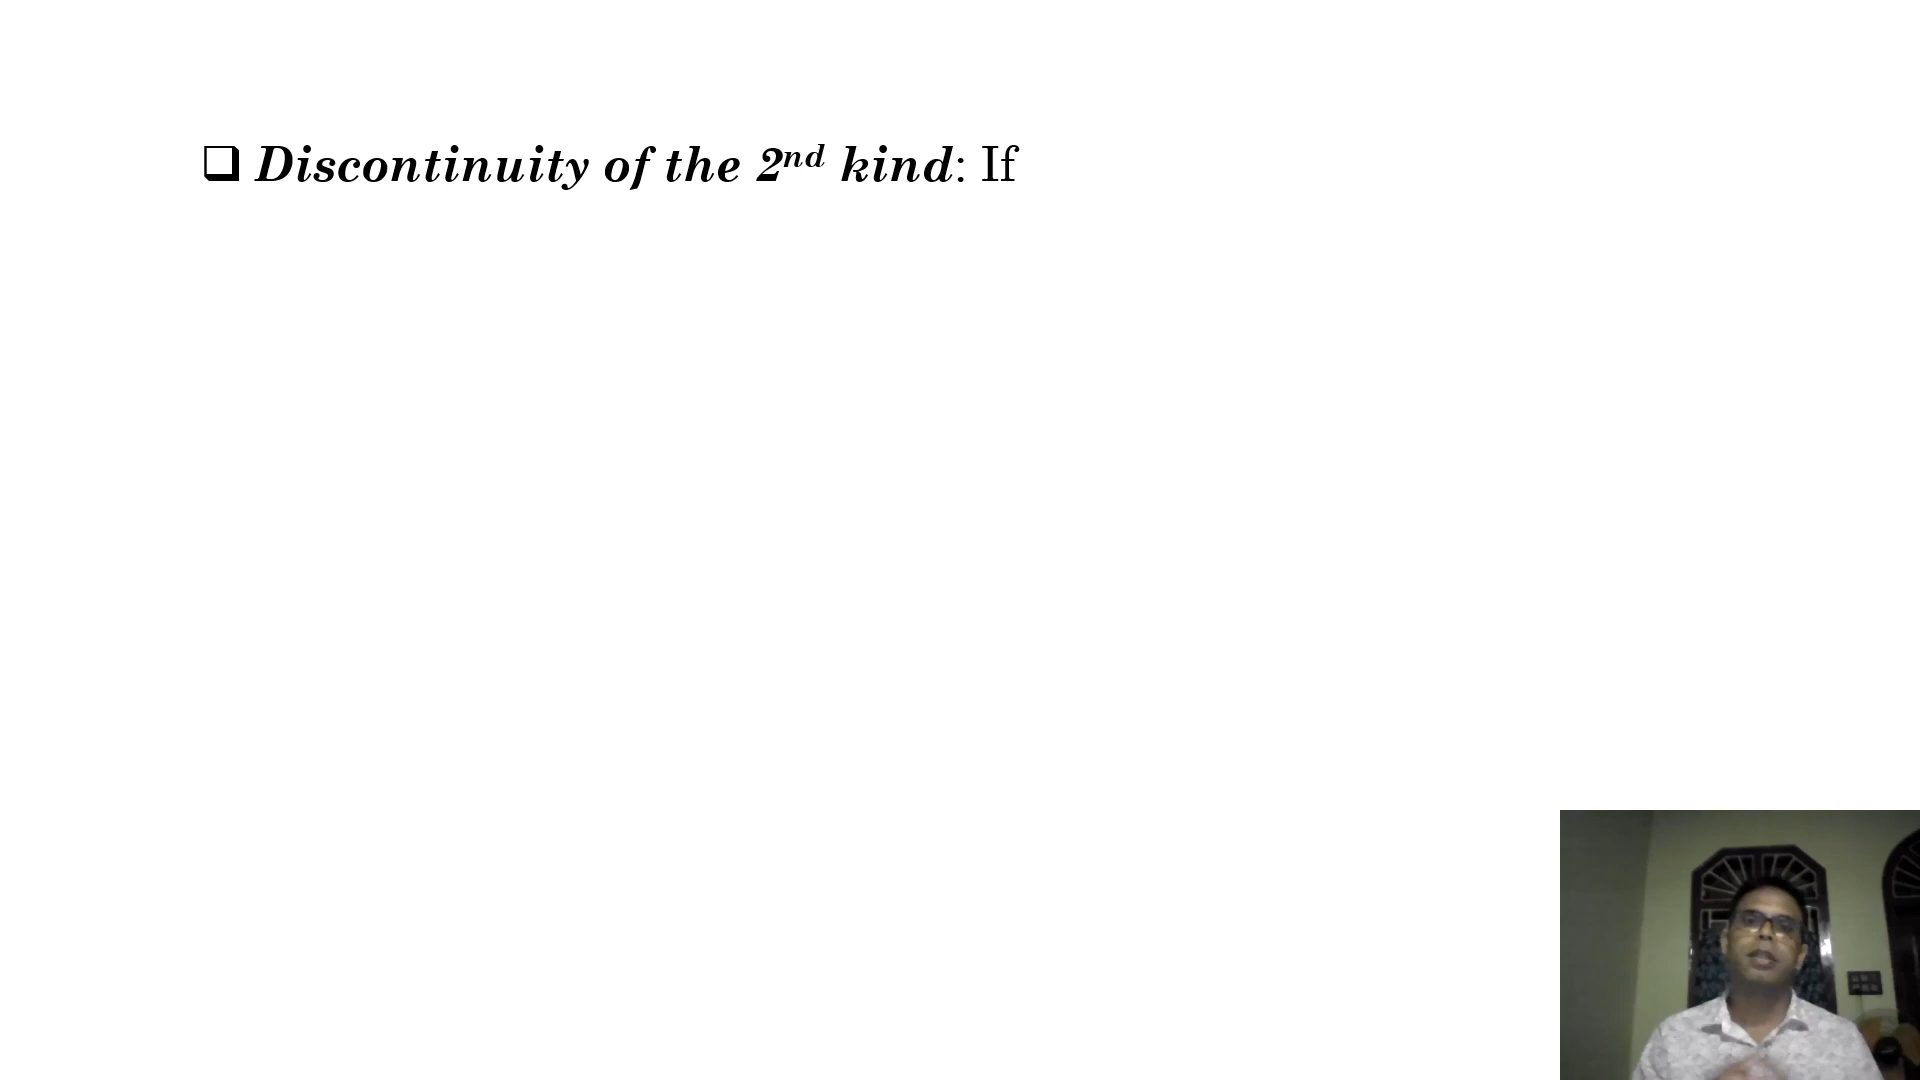 ❑ Discontinuity of the 2nd kind: If